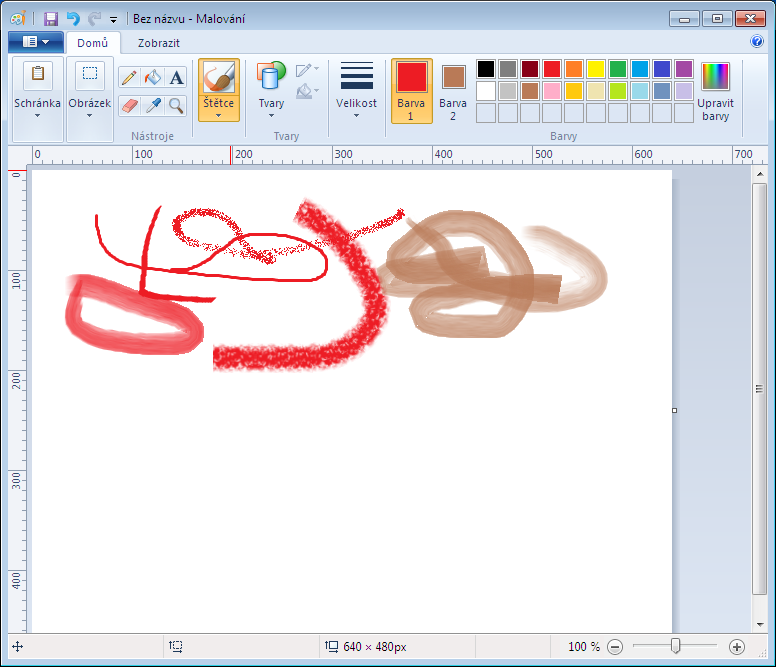 Bez názvu - Malování
Domů Zobrazit
Schránka Obrázek A Štětce Tvary Velikost Barva 1 Barva 2 Upravit barvy
Nástroje Tvary Barvy
0 100 200 300 400 500 600 700
0
100
200
300
400
640 × 480px 100 %